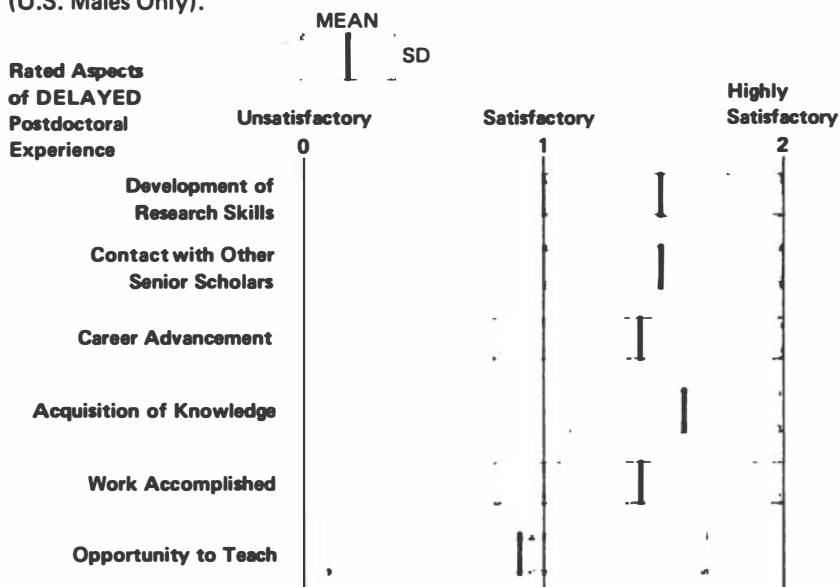 (U.S. Males Only).
MEAN
SD
Rated Aspects
of DELAYED
Postdoctoral
Experience
Unsatisfactory
0
Satisfactory
1
Highly
Satisfactory
2
Development of
Research Skills
Contact with Other
Senior Scholars
Career Advancement
Acquisition of Knowledge
Work Accomplished
Opportunity to Teach